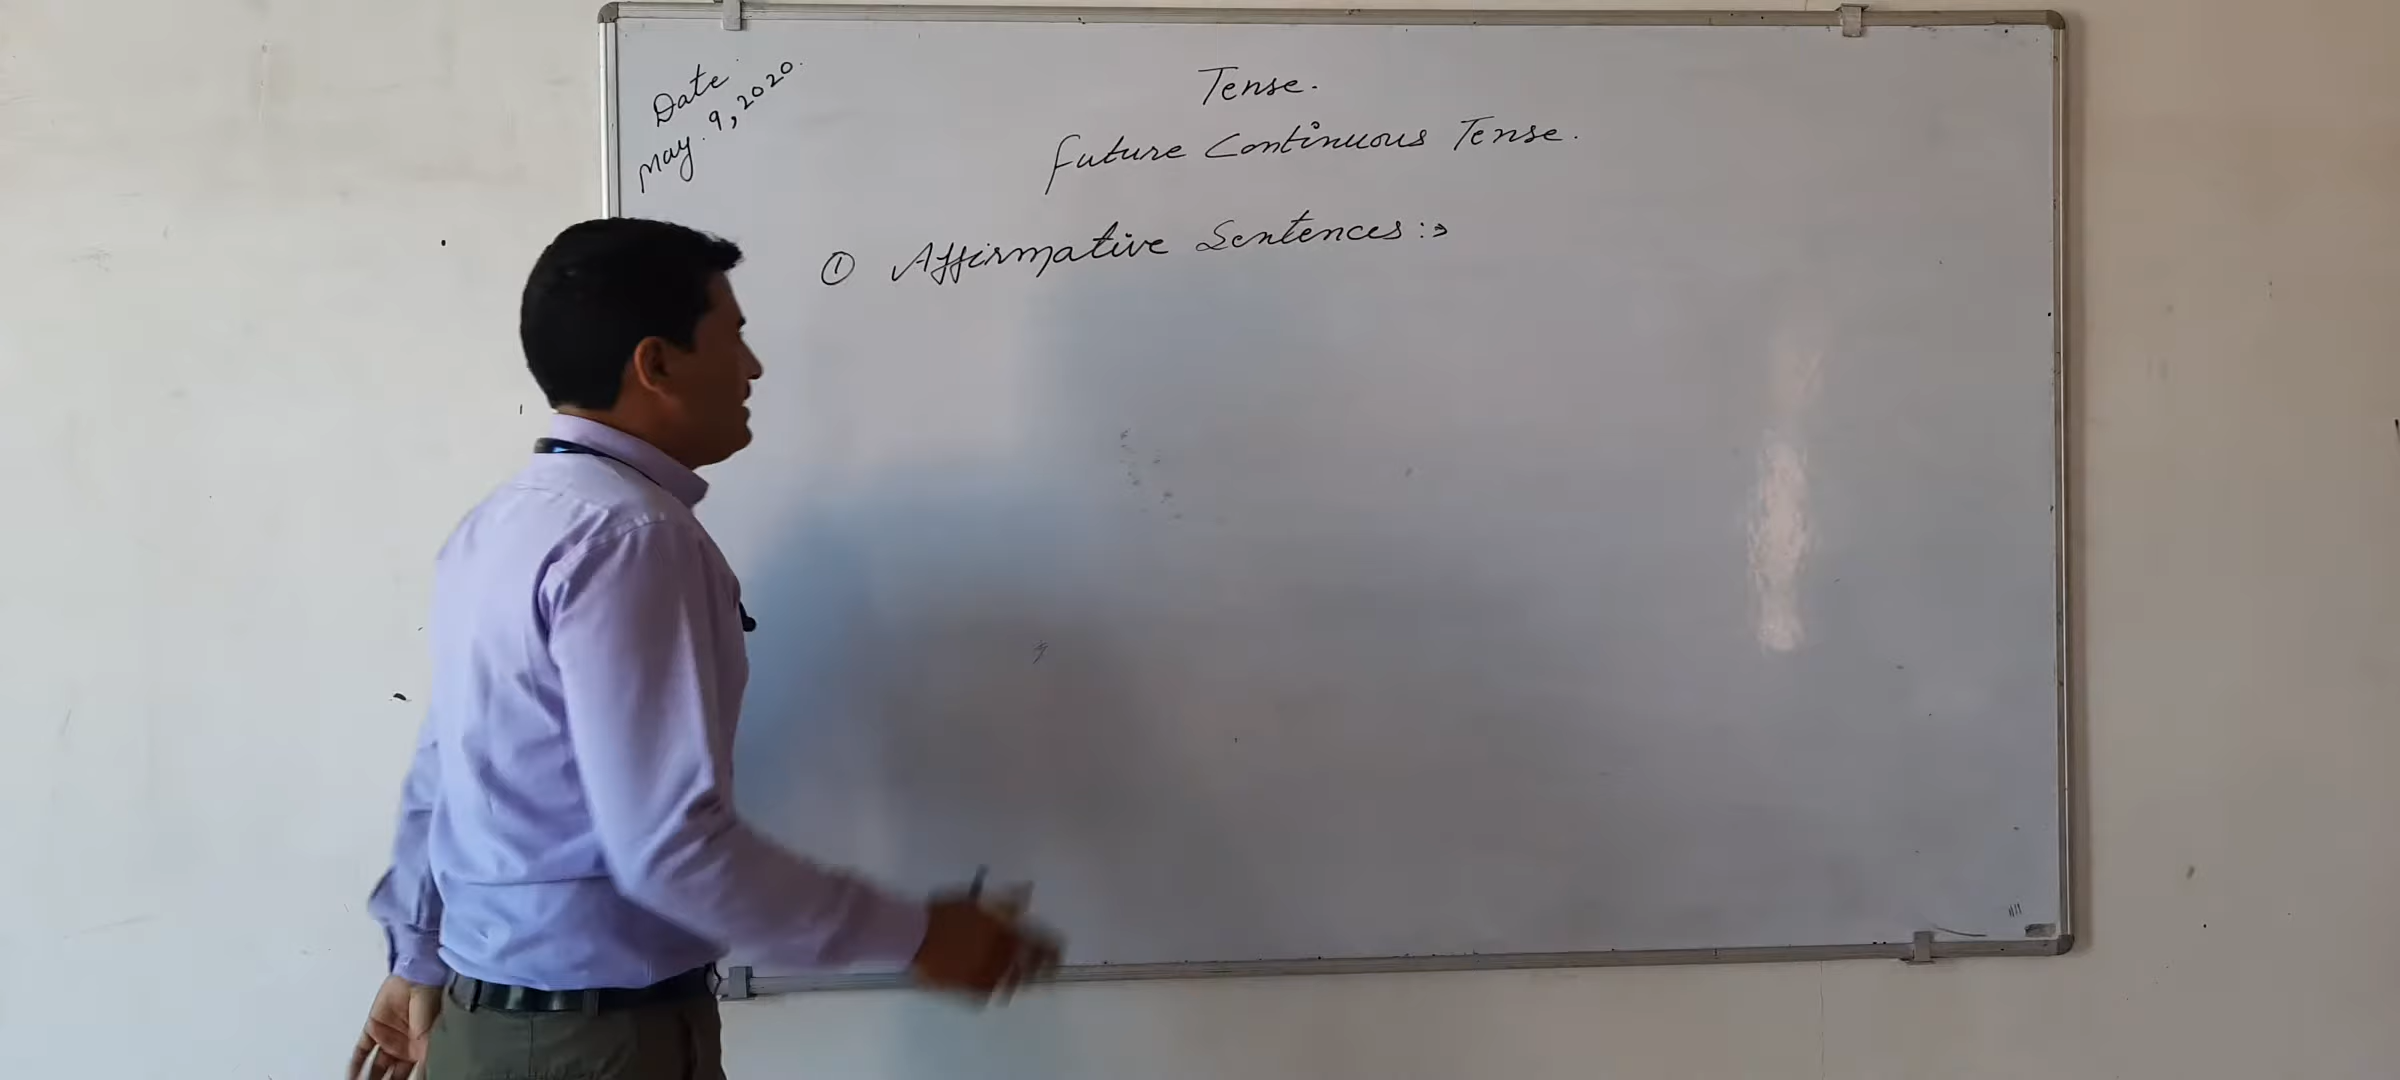 Date
May. 9, 2020.
Tense.
Future Continuous Tense.
① Affirmative Sentences :→